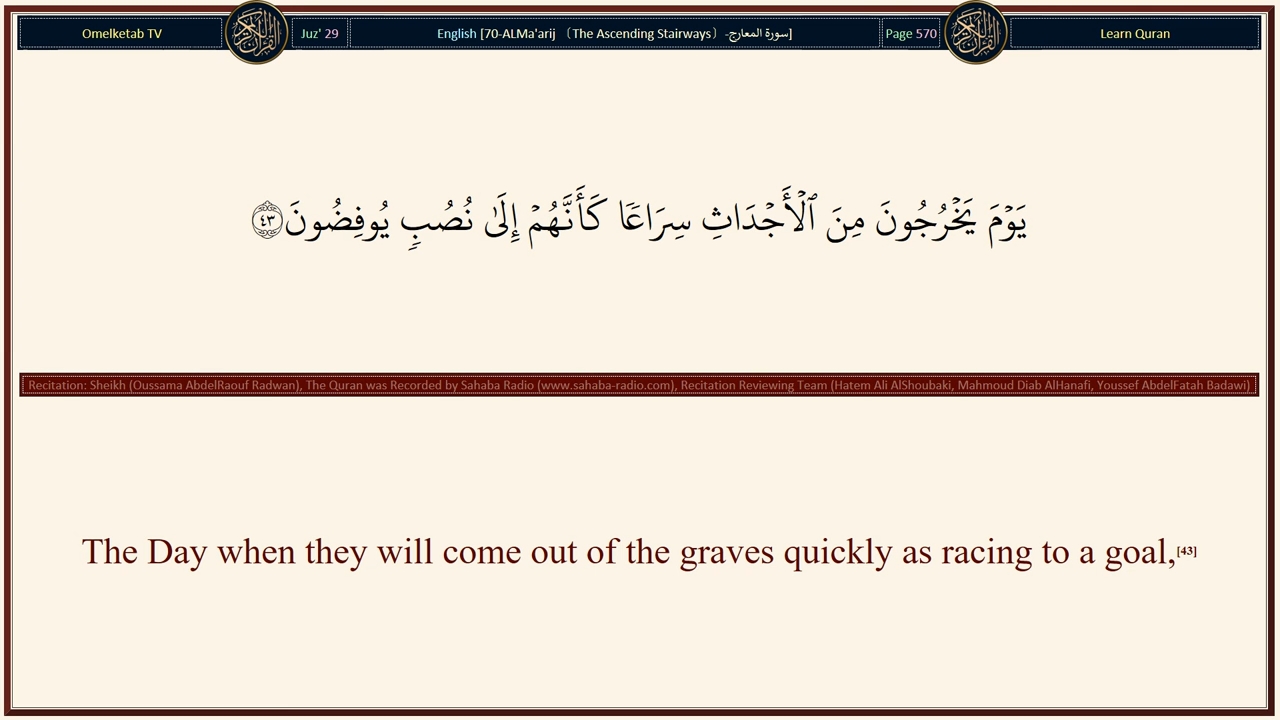 Omelketab TV
Juz' 29
English [70-ALMa'arij 〔The Ascending Stairways〕-سورة المعارج]
Page 570
Learn Quran
يَوۡمَ يَخۡرُجُونَ مِنَ ٱلۡأَجۡدَاثِ سِرَاعٗا كَأَنَّهُمۡ إِلَىٰ نُصُبٖ يُوفِضُونَ ٤٣
Recitation: Sheikh (Oussama AbdelRaouf Radwan), The Quran was Recorded by Sahaba Radio (www.sahaba-radio.com), Recitation Reviewing Team (Hatem Ali AlShoubaki, Mahmoud Diab AlHanafi, Youssef AbdelFatah Badawi)
The Day when they will come out of the graves quickly as racing to a goal,[43]